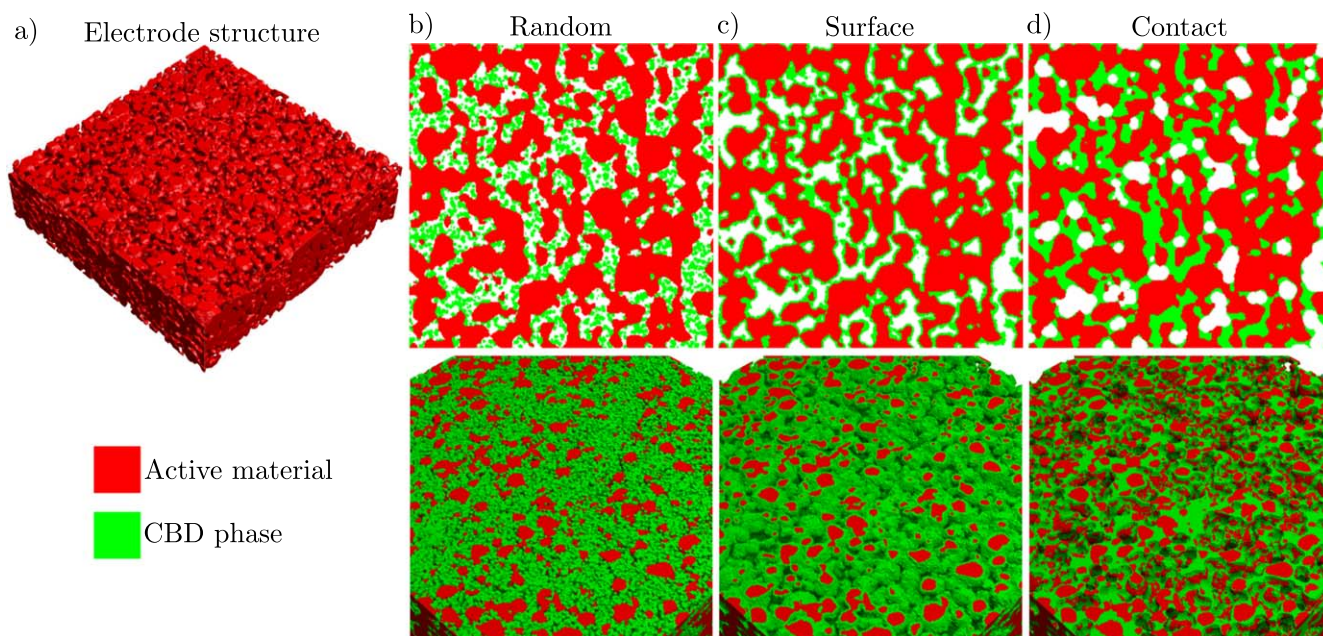 a) Electrode structure
b) Random
c) Surface
d) Contact
Active material
CBD phase